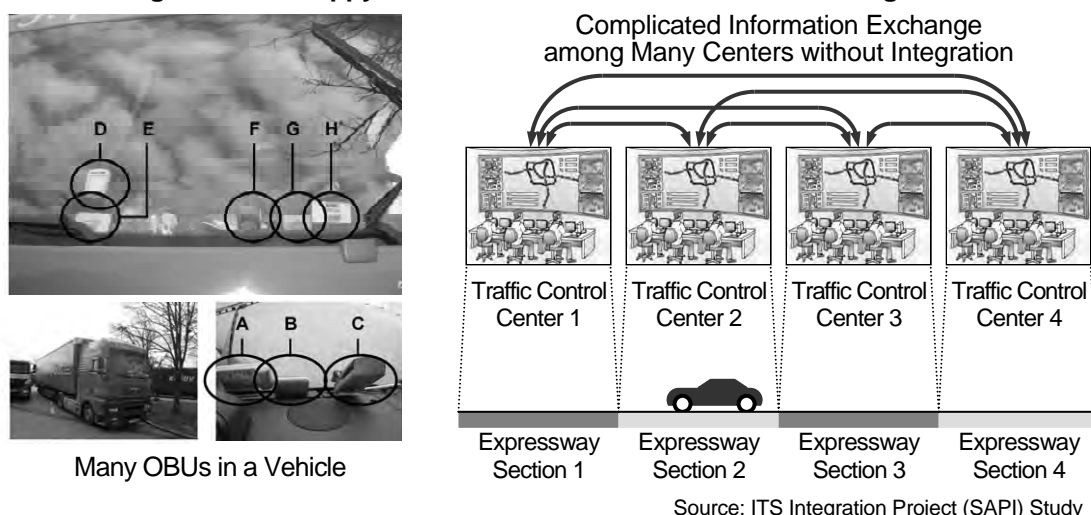 Complicated Information Exchange
among Many Centers without Integration
D E F G H
A B C
Traffic Control
Center 1
Traffic Control
Center 2
Traffic Control
Center 3
Traffic Control
Center 4
Many OBUs in a Vehicle
Expressway
Section 1
Expressway
Section 2
Expressway
Section 3
Expressway
Section 4
Source: ITS Integration Project (SAPI) Study